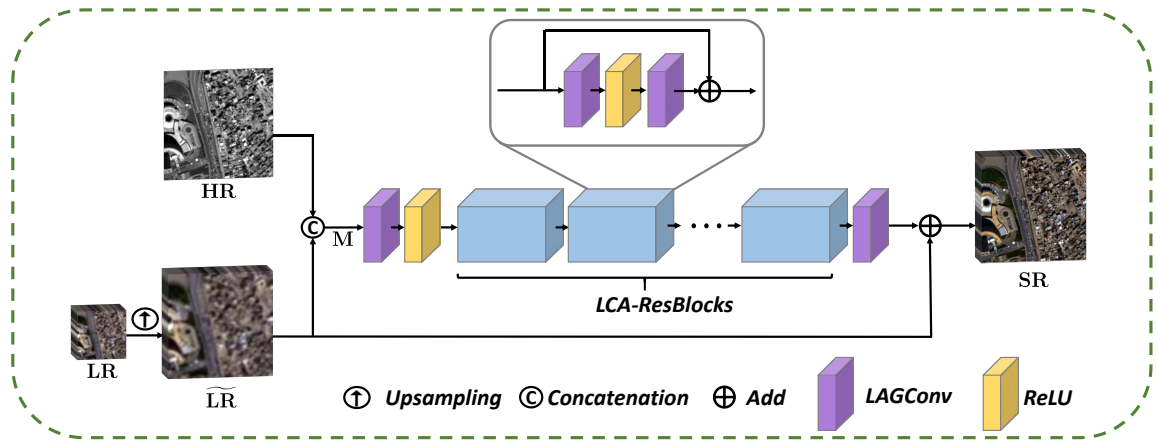 HR
M
LCA-ResBlocks
SR
LR
L͠R
C
Upsampling
C Concatenation
Add
LAGConv
ReLU